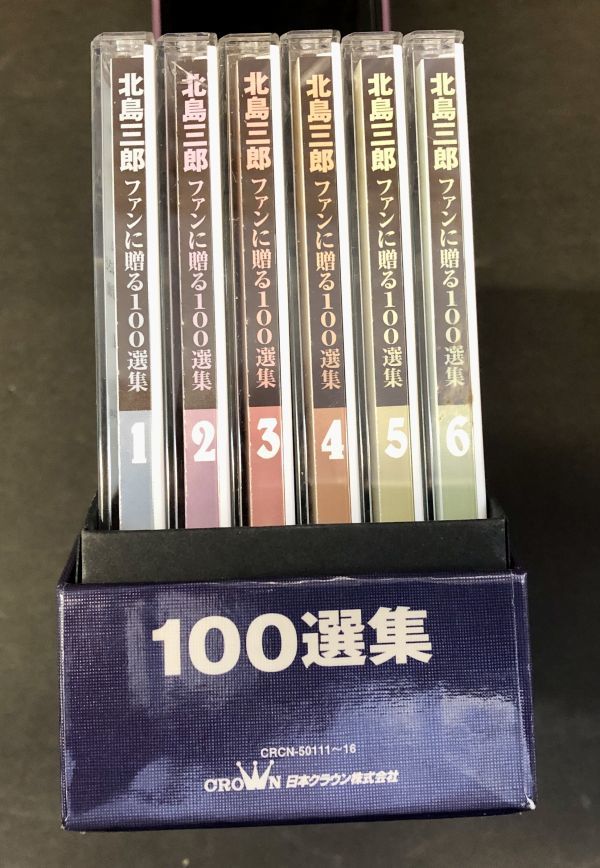 北島三郎 ファンに贈る100選集 1
北島三郎 ファンに贈る100選集 2
北島三郎 ファンに贈る100選集 3
北島三郎 ファンに贈る100選集 4
北島三郎 ファンに贈る100選集 5
北島三郎 ファンに贈る100選集 6
100選集
CRCN-50111〜16
CROWN 日本クラウン株式会社